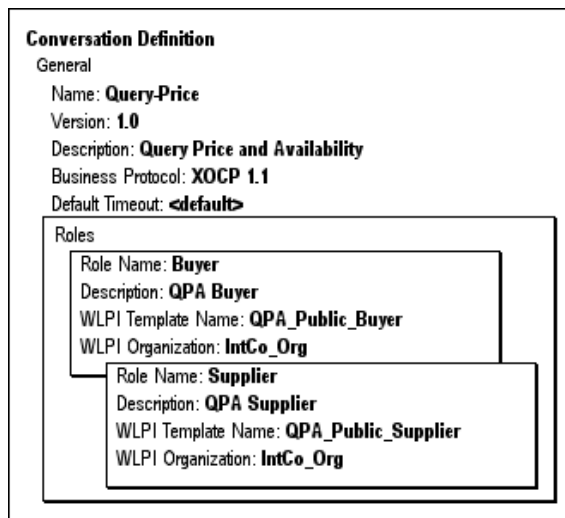 Conversation Definition
General
Name: Query-Price
Version: 1.0
Description: Query Price and Availability
Business Protocol: XOCP 1.1
Default Timeout: <default>
Roles
Role Name: Buyer
Description: QPA Buyer
WLPI Template Name: QPA_Public_Buyer
WLPI Organization: IntCo_Org
Role Name: Supplier
Description: QPA Supplier
WLPI Template Name: QPA_Public_Supplier
WLPI Organization: IntCo_Org